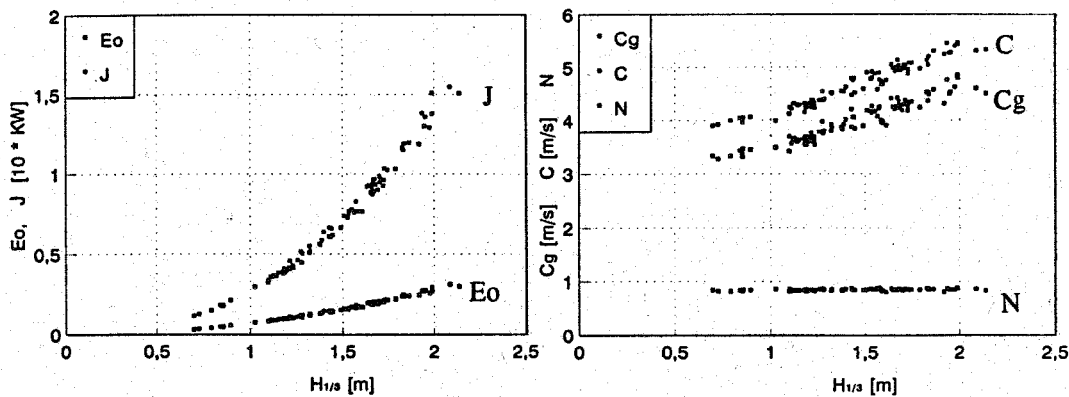 Eo, J [10 * KW]
2
1,5
1
0,5
0
Eo
J
J
Eo
0 0,5 1 1,5 2 2,5
H1/3 [m]
Cg [m/s] C [m/s] N
6
5
4
3
2
1
0
Cg
C
N
C
Cg
N
0 0,5 1 1,5 2 2,5
H1/3 [m]